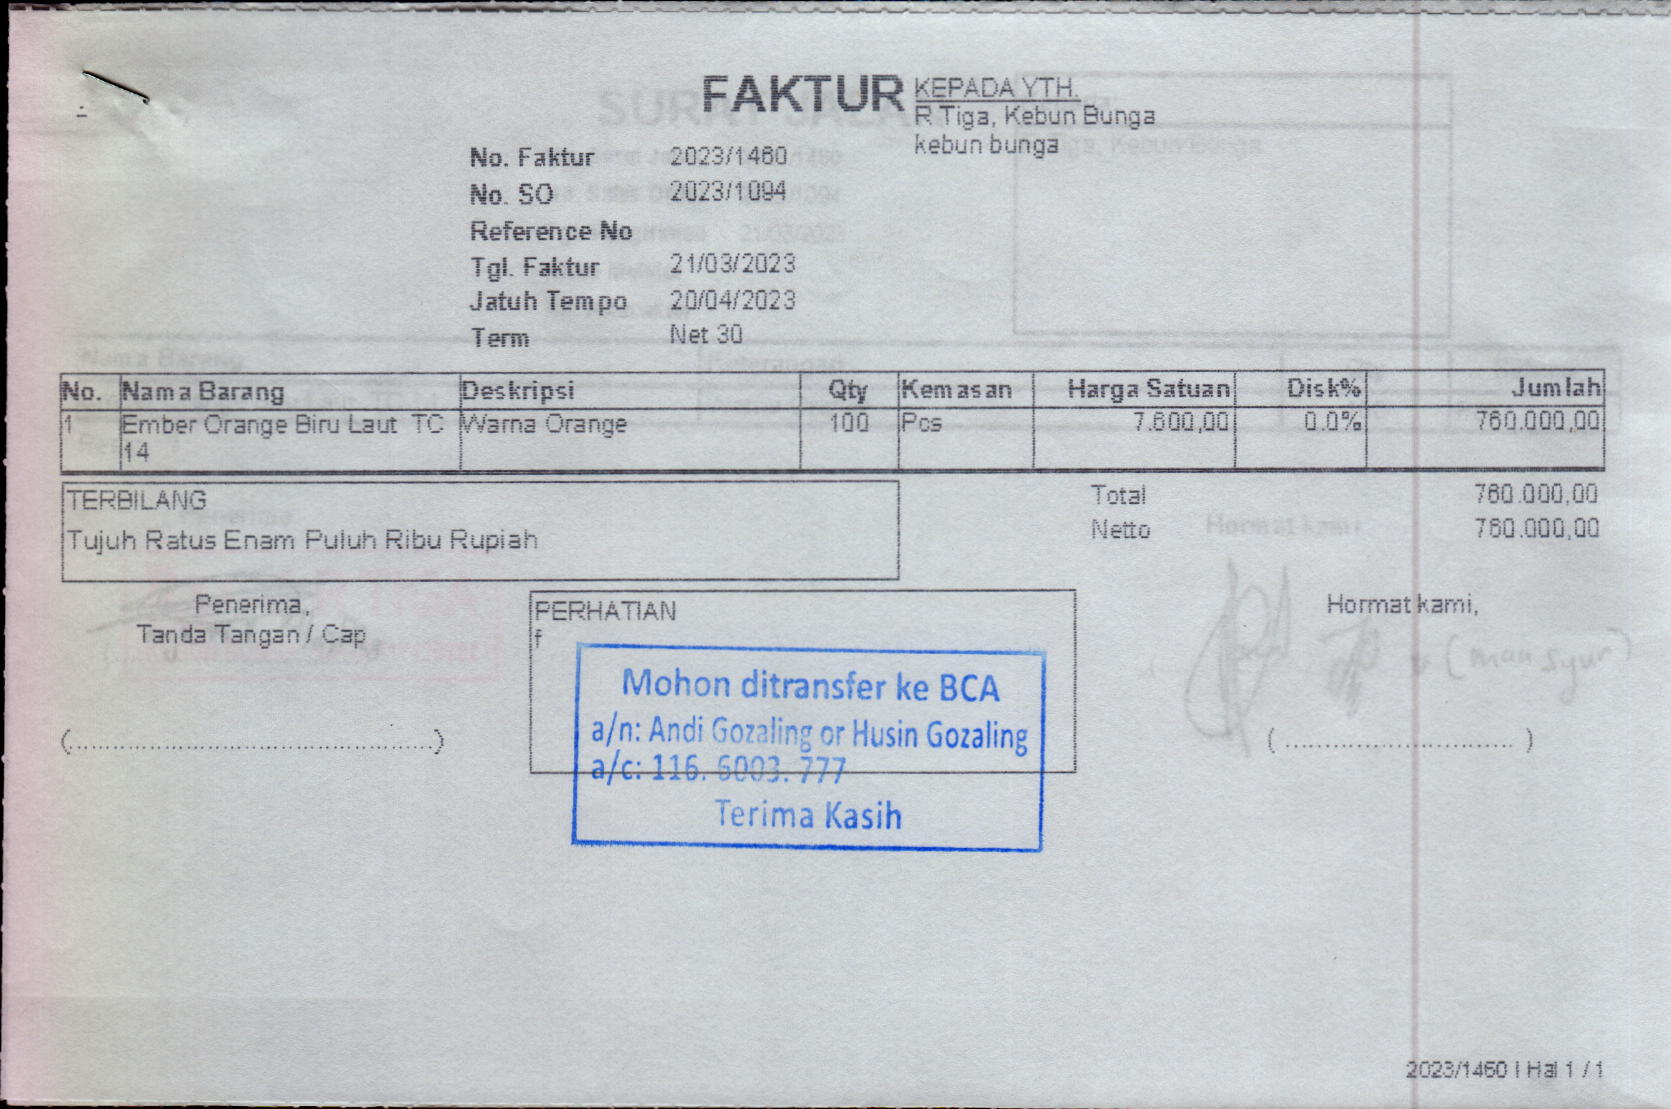 FAKTUR
KEPADA YTH.
R Tiga, Kebun Bunga
kebun bunga
No. Faktur 2023/1460
No. SO 2023/1094
Reference No
Tgl. Faktur 21/03/2023
Jatuh Tempo 20/04/2023
Term Net 30
No. Nama Barang Deskripsi Qty Kemasan Harga Satuan Disk% Jumlah
1 Ember Orange Biru Laut TC Warna Orange 100 Pcs 7.600,00 0.0% 760.000,00
14
TERBILANG
Tujuh Ratus Enam Puluh Ribu Rupiah
Total 760.000,00
Netto 760.000,00
Penerima,
Tanda Tangan / Cap
(..............................................)
PERHATIAN
f
Mohon ditransfer ke BCA
a/n: Andi Gozaling or Husin Gozaling
a/c: 116. 6003. 777
Terima Kasih
Hormat kami,
(mansyur)
( ............................. )
2023/1460 | Hal 1 / 1